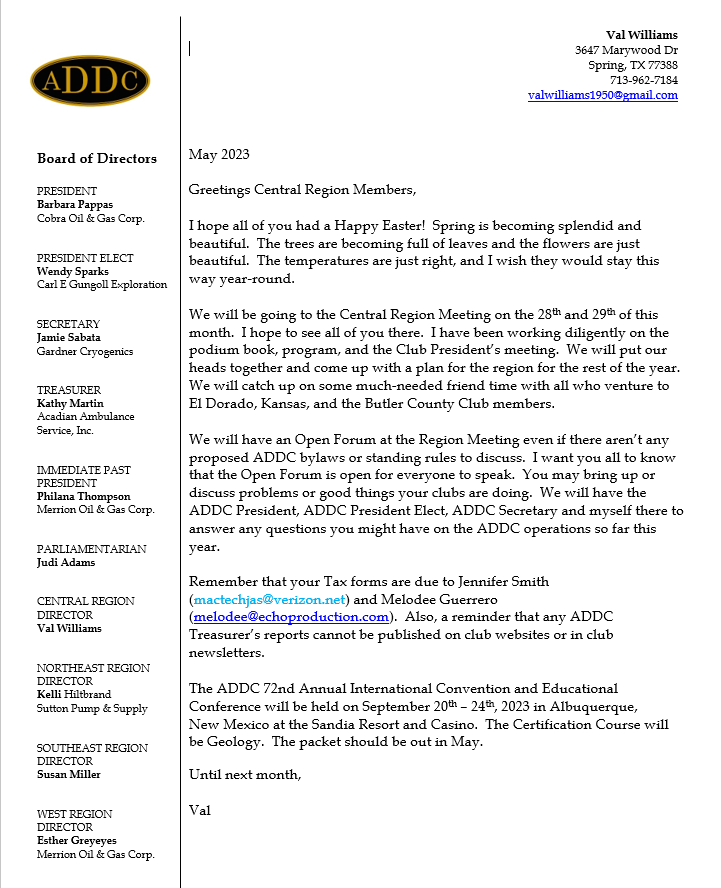 ADDC
Board of Directors
PRESIDENT
Barbara Pappas
Cobra Oil & Gas Corp.
PRESIDENT ELECT
Wendy Sparks
Carl E Gungoll Exploration
SECRETARY
Jamie Sabata
Gardner Cryogenics
TREASURER
Kathy Martin
Acadian Ambulance
Service, Inc.
IMMEDIATE PAST
PRESIDENT
Philana Thompson
Merrion Oil & Gas Corp.
PARLIAMENTARIAN
Judi Adams
CENTRAL REGION
DIRECTOR
Val Williams
NORTHEAST REGION
DIRECTOR
Kelli Hiltbrand
Sutton Pump & Supply
SOUTHEAST REGION
DIRECTOR
Susan Miller
WEST REGION
DIRECTOR
Esther Greyeyes
Merrion Oil & Gas Corp.
Val Williams
3647 Marywood Dr
Spring, TX 77388
713-962-7184
valwilliams1950@gmail.com
May 2023
Greetings Central Region Members,
I hope all of you had a Happy Easter!  Spring is becoming splendid and
beautiful.  The trees are becoming full of leaves and the flowers are just
beautiful.  The temperatures are just right, and I wish they would stay this
way year-round.
We will be going to the Central Region Meeting on the 28th and 29th of this
month.  I hope to see all of you there.  I have been working diligently on the
podium book, program, and the Club President’s meeting.  We will put our
heads together and come up with a plan for the region for the rest of the year.
We will catch up on some much-needed friend time with all who venture to
El Dorado, Kansas, and the Butler County Club members.
We will have an Open Forum at the Region Meeting even if there aren’t any
proposed ADDC bylaws or standing rules to discuss.  I want you all to know
that the Open Forum is open for everyone to speak.  You may bring up or
discuss problems or good things your clubs are doing.  We will have the
ADDC President, ADDC President Elect, ADDC Secretary and myself there to
answer any questions you might have on the ADDC operations so far this
year.
Remember that your Tax forms are due to Jennifer Smith
(mactechjas@verizon.net) and Melodee Guerrero
(melodee@echoproduction.com).  Also, a reminder that any ADDC
Treasurer’s reports cannot be published on club websites or in club
newsletters.
The ADDC 72nd Annual International Convention and Educational
Conference will be held on September 20th – 24th, 2023 in Albuquerque,
New Mexico at the Sandia Resort and Casino.  The Certification Course will
be Geology.  The packet should be out in May.
Until next month,
Val